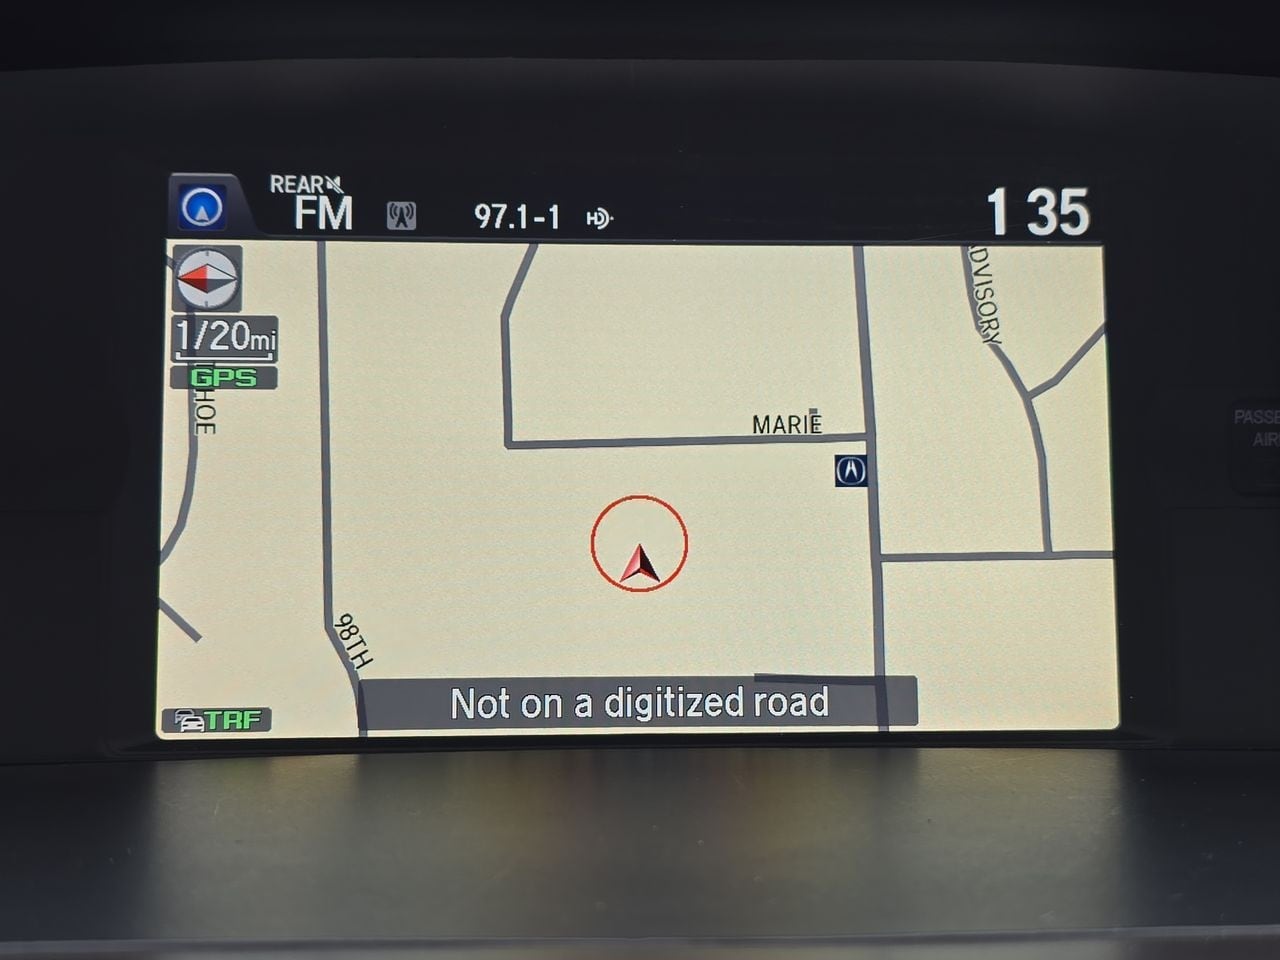 REAR
FM
97.1-1
HD
1 35
1/20mi
GPS
HOE
ADVISORY
MARIE
98TH
Not on a digitized road
TRF
PASSE
AIR